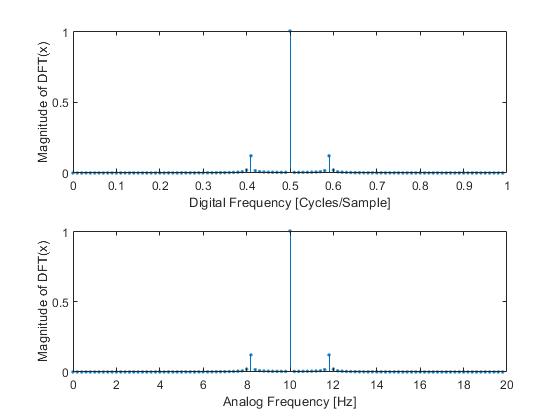 1
0.5
0
Magnitude of DFT(x)
0 0.1 0.2 0.3 0.4 0.5 0.6 0.7 0.8 0.9 1
Digital Frequency [Cycles/Sample]
1
0.5
0
Magnitude of DFT(x)
0 2 4 6 8 10 12 14 16 18 20
Analog Frequency [Hz]